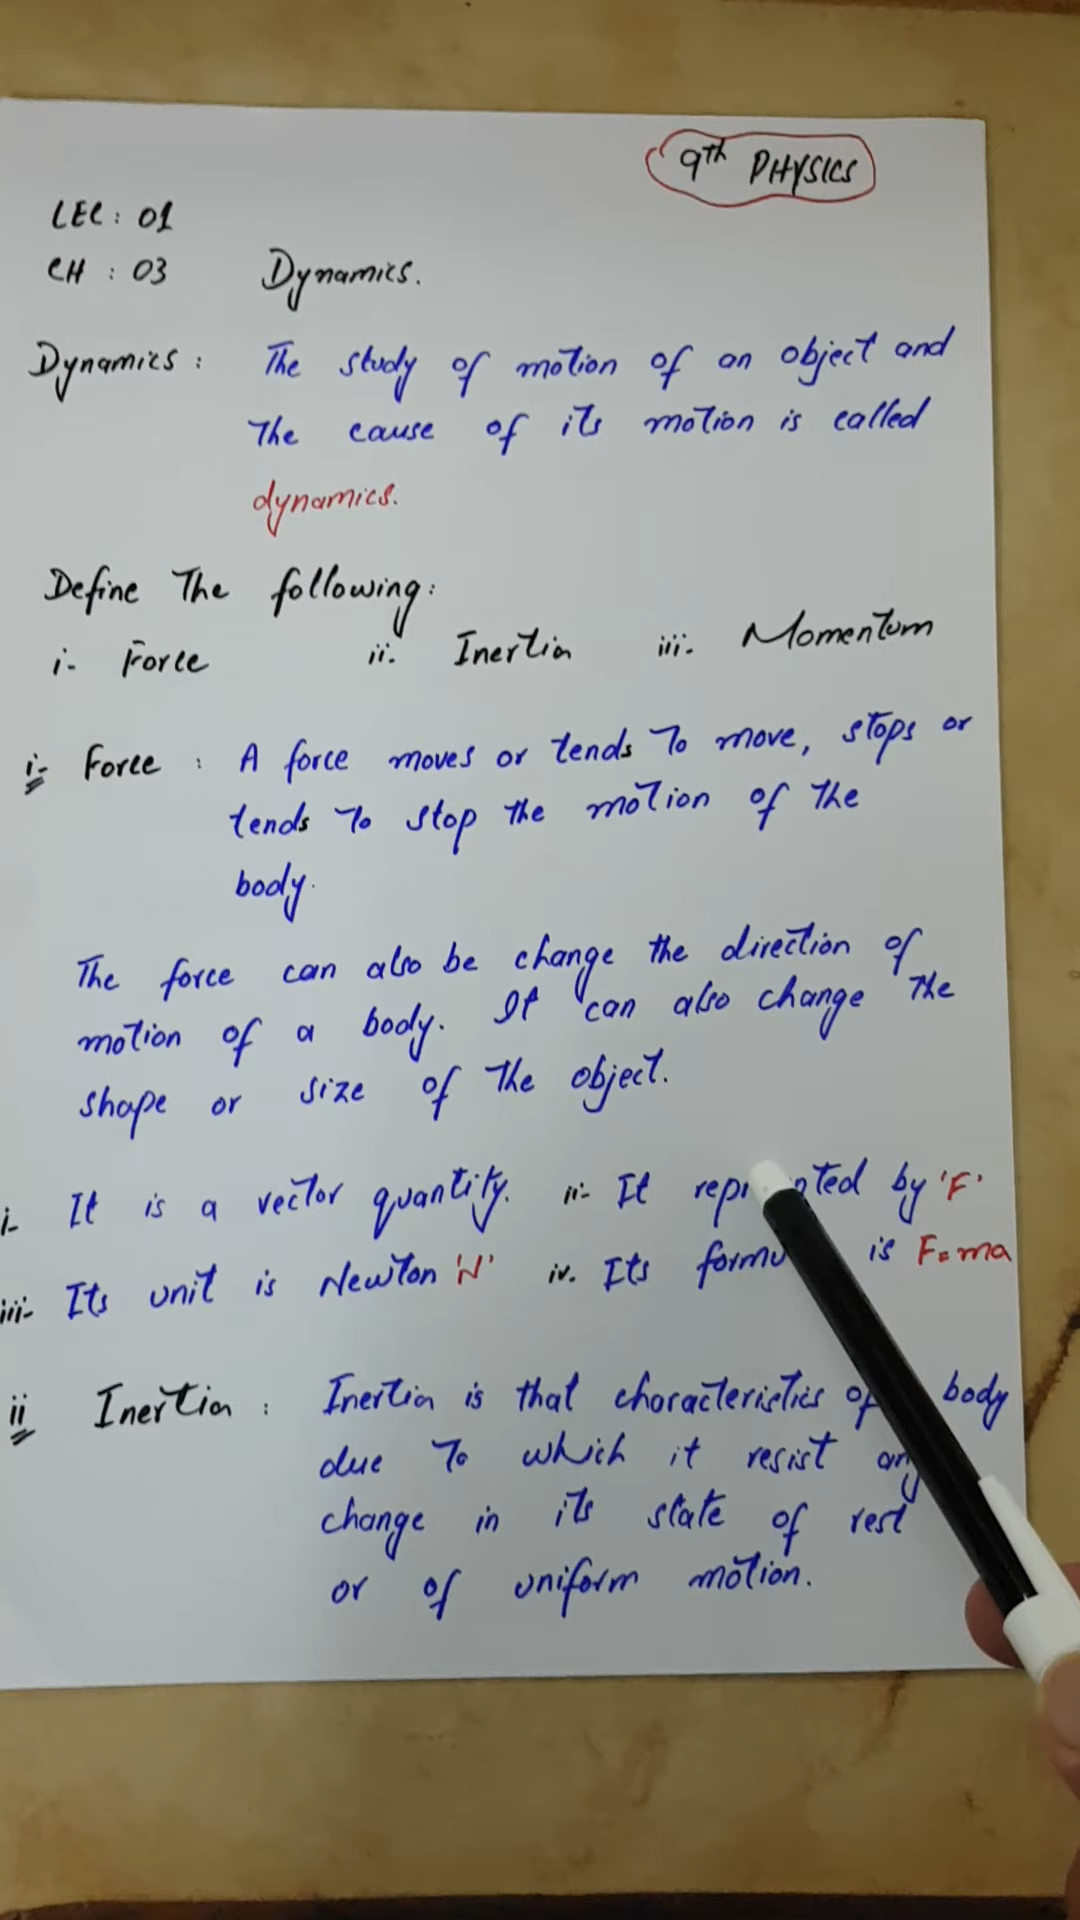 9th PHYSICS
LEC: 01
CH : 03 Dynamics.
Dynamics: The study of motion of an object and
the cause of its motion is called
dynamics.
Define The following:
i- Force ii. Inertia iii. Momentum
i- Force : A force moves or tends To move, stops or
tends To stop the motion of the
body.
The force can also be change the direction of
motion of a body. It can also change the
shape or size of the object.
i- It is a vector quantity. ii- It by 'F'
iii- Its unit is Newton 'N' iv. Its is F=ma
ii Inertia : Inertia is that choracteristics of body
due To which it resist any
change in its state of rest
or of uniform motion.